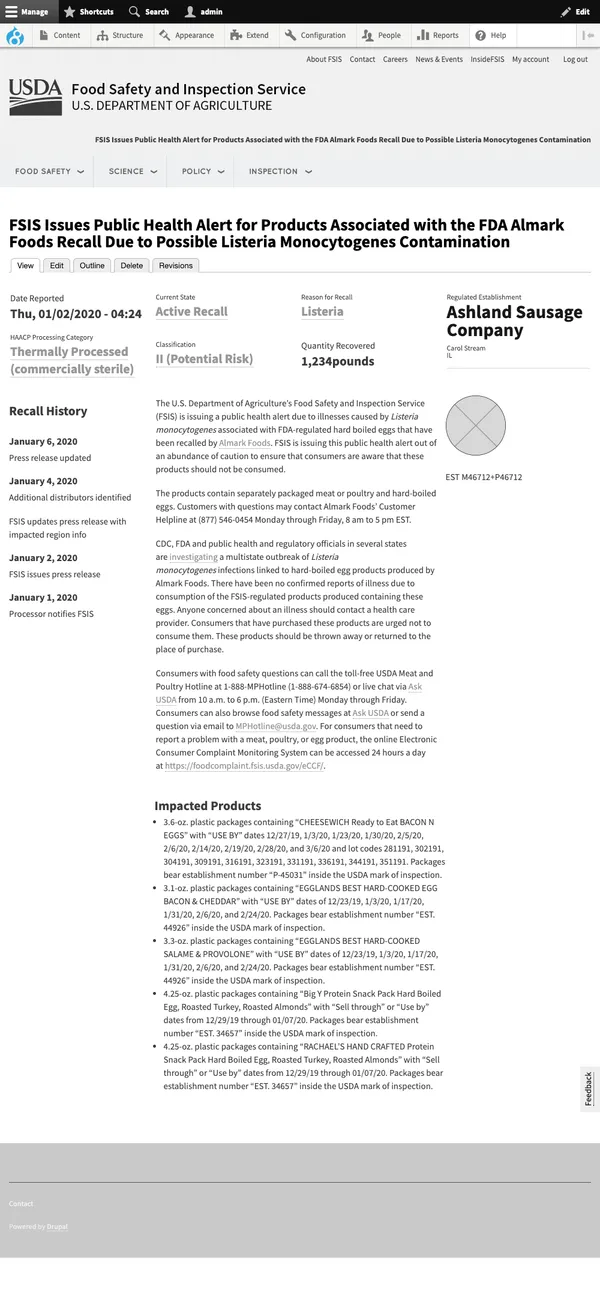 Manage Shortcuts Search admin Edit
Content Structure Appearance Extend Configuration People Reports Help
About FSIS Contact Careers News & Events InsideFSIS My account Log out
USDA
Food Safety and Inspection Service
U.S. DEPARTMENT OF AGRICULTURE
FSIS Issues Public Health Alert for Products Associated with the FDA Almark Foods Recall Due to Possible Listeria Monocytogenes Contamination
FOOD SAFETY SCIENCE POLICY INSPECTION
FSIS Issues Public Health Alert for Products Associated with the FDA Almark
Foods Recall Due to Possible Listeria Monocytogenes Contamination
View Edit Outline Delete Revisions
Date Reported
Thu, 01/02/2020 - 04:24
HAACP Processing Category
Thermally Processed
(commercially sterile)
Current State
Active Recall
Classification
II (Potential Risk)
Reason for Recall
Listeria
Quantity Recovered
1,234pounds
Regulated Establishment
Ashland Sausage
Company
Carol Stream
IL
EST M46712+P46712
Recall History
January 6, 2020
Press release updated
January 4, 2020
Additional distributors identified
FSIS updates press release with
impacted region info
January 2, 2020
FSIS issues press release
January 1, 2020
Processor notifies FSIS
The U.S. Department of Agriculture's Food Safety and Inspection Service
(FSIS) is issuing a public health alert due to illnesses caused by Listeria
monocytogenes associated with FDA-regulated hard boiled eggs that have
been recalled by Almark Foods. FSIS is issuing this public health alert out of
an abundance of caution to ensure that consumers are aware that these
products should not be consumed.
The products contain separately packaged meat or poultry and hard-boiled
eggs. Customers with questions may contact Almark Foods' Customer
Helpline at (877) 546-0454 Monday through Friday, 8 am to 5 pm EST.
CDC, FDA and public health and regulatory officials in several states
are investigating a multistate outbreak of Listeria
monocytogenes infections linked to hard-boiled egg products produced by
Almark Foods. There have been no confirmed reports of illness due to
consumption of the FSIS-regulated products produced containing these
eggs. Anyone concerned about an illness should contact a health care
provider. Consumers that have purchased these products are urged not to
consume them. These products should be thrown away or returned to the
place of purchase.
Consumers with food safety questions can call the toll-free USDA Meat and
Poultry Hotline at 1-888-MPHotline (1-888-674-6854) or live chat via Ask
USDA from 10 a.m. to 6 p.m. (Eastern Time) Monday through Friday.
Consumers can also browse food safety messages at Ask USDA or send a
question via email to MPHotline@usda.gov. For consumers that need to
report a problem with a meat, poultry, or egg product, the online Electronic
Consumer Complaint Monitoring System can be accessed 24 hours a day
at https://foodcomplaint.fsis.usda.gov/eCCF/.
Impacted Products
• 3.6-oz. plastic packages containing "CHEESEWICH Ready to Eat BACON N
EGGS" with "USE BY" dates 12/27/19, 1/3/20, 1/23/20, 1/30/20, 2/5/20,
2/6/20, 2/14/20, 2/19/20, 2/28/20, and 3/6/20 and lot codes 281191, 302191,
304191, 309191, 316191, 323191, 331191, 336191, 344191, 351191. Packages
bear establishment number "P-45031" inside the USDA mark of inspection.
• 3.1-oz. plastic packages containing "EGGLANDS BEST HARD-COOKED EGG
BACON & CHEDDAR" with "USE BY" dates of 12/23/19, 1/3/20, 1/17/20,
1/31/20, 2/6/20, and 2/24/20. Packages bear establishment number "EST.
44926" inside the USDA mark of inspection.
• 3.3-oz. plastic packages containing "EGGLANDS BEST HARD-COOKED
SALAME & PROVOLONE" with "USE BY" dates of 12/23/19, 1/3/20, 1/17/20,
1/31/20, 2/6/20, and 2/24/20. Packages bear establishment number "EST.
44926" inside the USDA mark of inspection.
• 4.25-oz. plastic packages containing "Big Y Protein Snack Pack Hard Boiled
Egg, Roasted Turkey, Roasted Almonds" with "Sell through" or "Use by"
dates from 12/29/19 through 01/07/20. Packages bear establishment
number "EST. 34657" inside the USDA mark of inspection.
• 4.25-oz. plastic packages containing "RACHAEL'S HAND CRAFTED Protein
Snack Pack Hard Boiled Egg, Roasted Turkey, Roasted Almonds" with "Sell
through" or "Use by" dates from 12/29/19 through 01/07/20. Packages bear
establishment number "EST. 34657" inside the USDA mark of inspection.
Feedback
Contact
Powered by Drupal